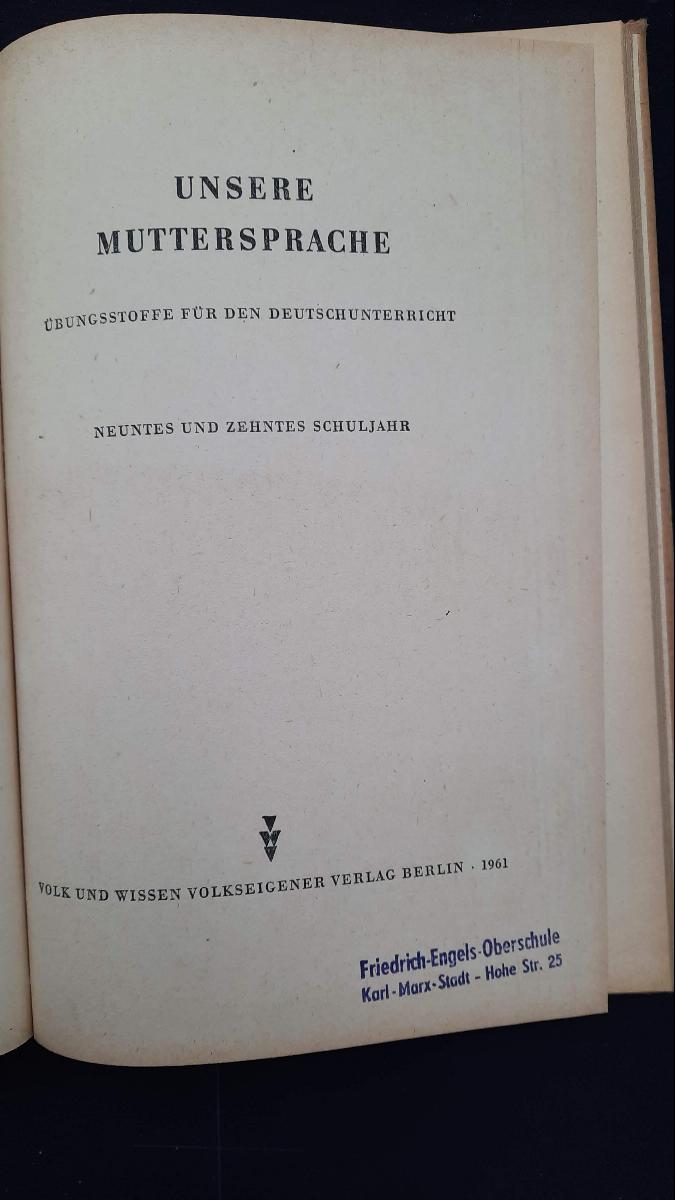 UNSERE
MUTTERSPRACHE
ÜBUNGSSTOFFE FÜR DEN DEUTSCHUNTERRICHT
NEUNTES UND ZEHNTES SCHULJAHR
VOLK UND WISSEN VOLKSEIGENER VERLAG BERLIN · 1961
Friedrich-Engels-Oberschule
Karl-Marx-Stadt - Hohe Str. 25